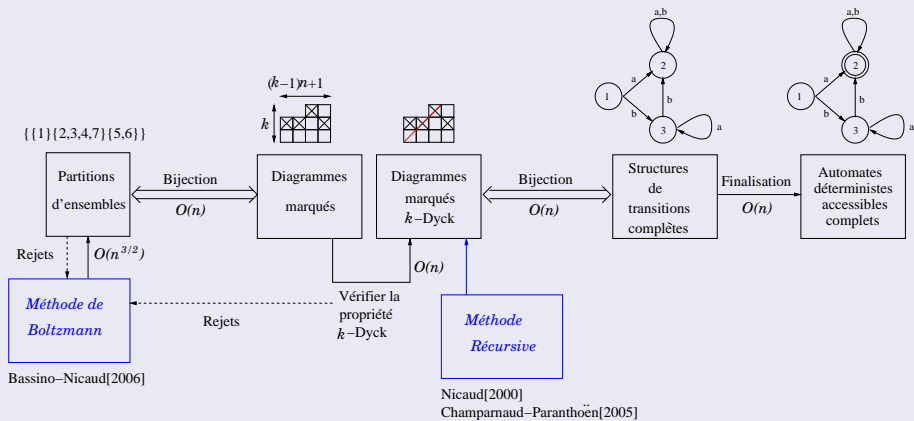 a,b
a,b
2
2
1
1
a
a
b
b
b
b
3
3
a
a
(k−1)n+1
k
{{1}{2,3,4,7}{5,6}}
Partitions
d'ensembles
Bijection
O(n)
Diagrammes
marqués
Diagrammes
marqués
k−Dyck
Bijection
O(n)
Structures
de
transitions
complètes
Finalisation
O(n)
Automates
déterministes
accessibles
complets
Rejets
O(n^{3/2})
O(n)
Méthode de
Boltzmann
Rejets
Vérifier la
propriété
k−Dyck
Méthode
Récursive
Bassino−Nicaud[2006]
Nicaud[2000]
Champarnaud−Paranthoën[2005]